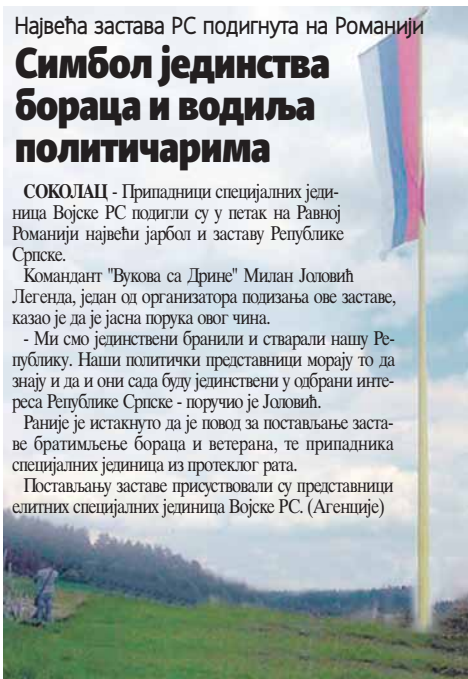 Највећа застава РС подигнута на Романији
Симбол јединства
бораца и водиља
политичарима
СОКОЛАЦ - Припадници специјалних једи-
ница Војске РС подигли су у петак на Равној
Романији највећи јарбол и заставу Републике
Српске.
Командант "Вукова са Дрине" Милан Јоловић
Легенда, један од организатора подизања ове заставе,
казао је да је јасна порука овог чина.
- Ми смо јединствени бранили и стварали нашу Ре-
публику. Наши политички представници морају то да
знају и да и они сада буду јединствени у одбрани инте-
реса Републике Српске - поручио је Јоловић.
Раније је истакнуто да је повод за постављање заста-
ве братимљење бораца и ветерана, те припадника
специјалних јединица из протеклог рата.
Постављању заставе присуствовали су представници
елитних специјалних јединица Војске РС. (Агенције)